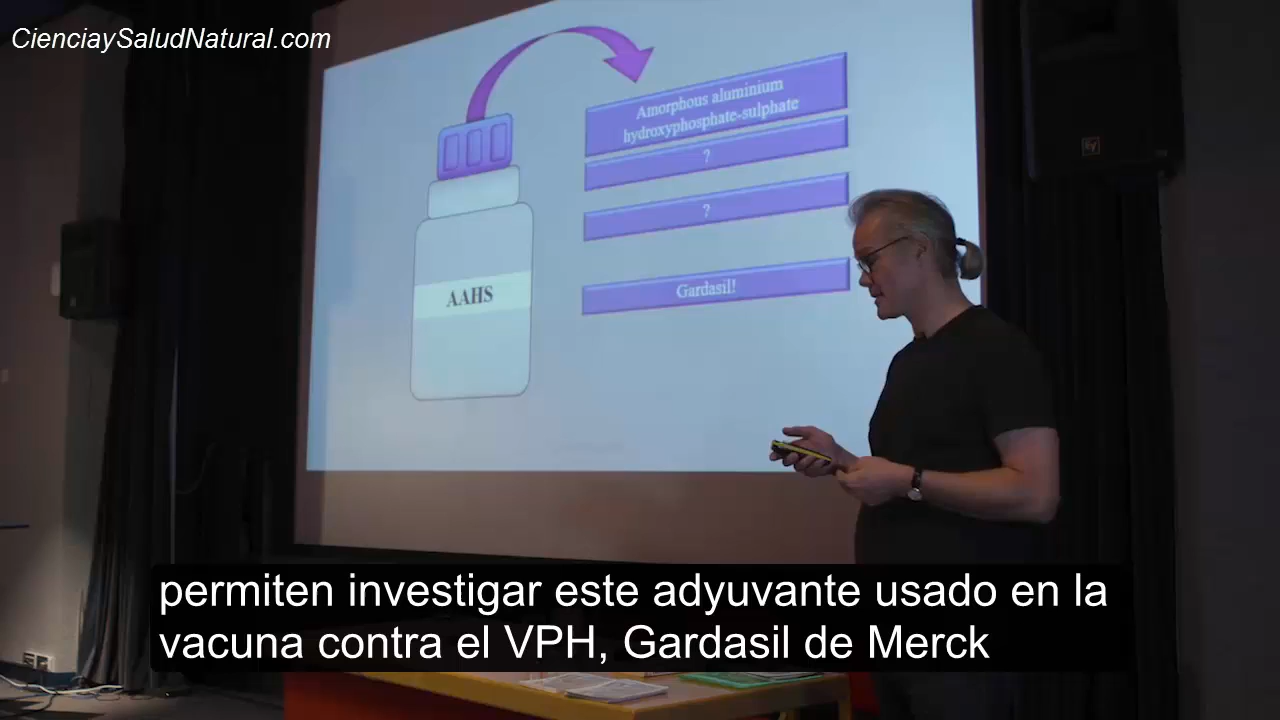 CienciaySaludNatural.com
Amorphous aluminium
hydroxyphosphate-sulphate
?
?
AAHS
Gardasil!
permiten investigar este adyuvante usado en la
vacuna contra el VPH, Gardasil de Merck